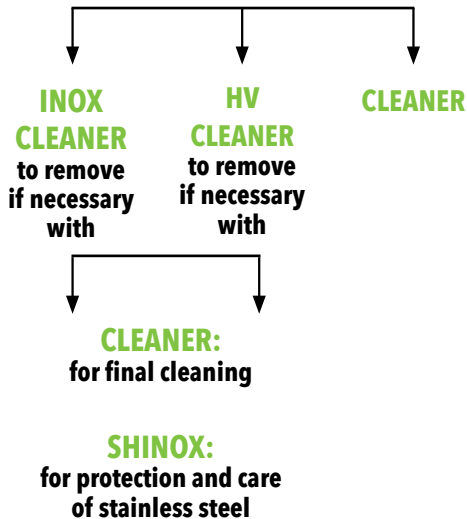 INOX
CLEANER
to remove
if necessary
with
HV
CLEANER
to remove
if necessary
with
CLEANER
CLEANER:
for final cleaning
SHINOX:
for protection and care
of stainless steel